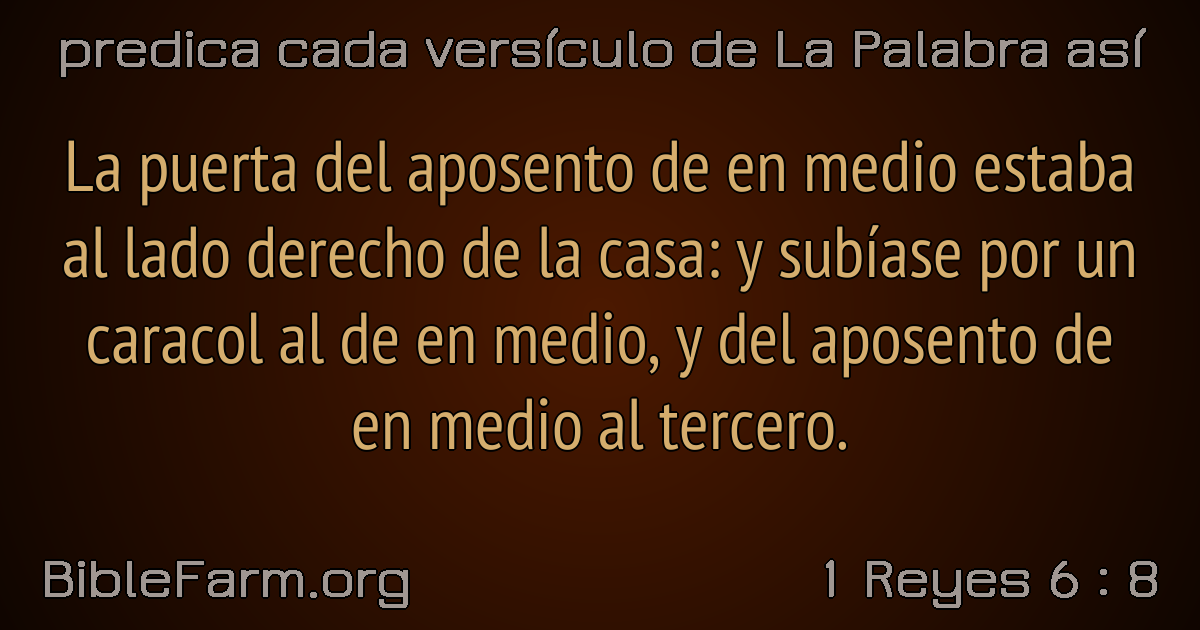 predica cada versículo de La Palabra así
La puerta del aposento de en medio estaba
al lado derecho de la casa: y subíase por un
caracol al de en medio, y del aposento de
en medio al tercero.
BibleFarm.org 1 Reyes 6 : 8